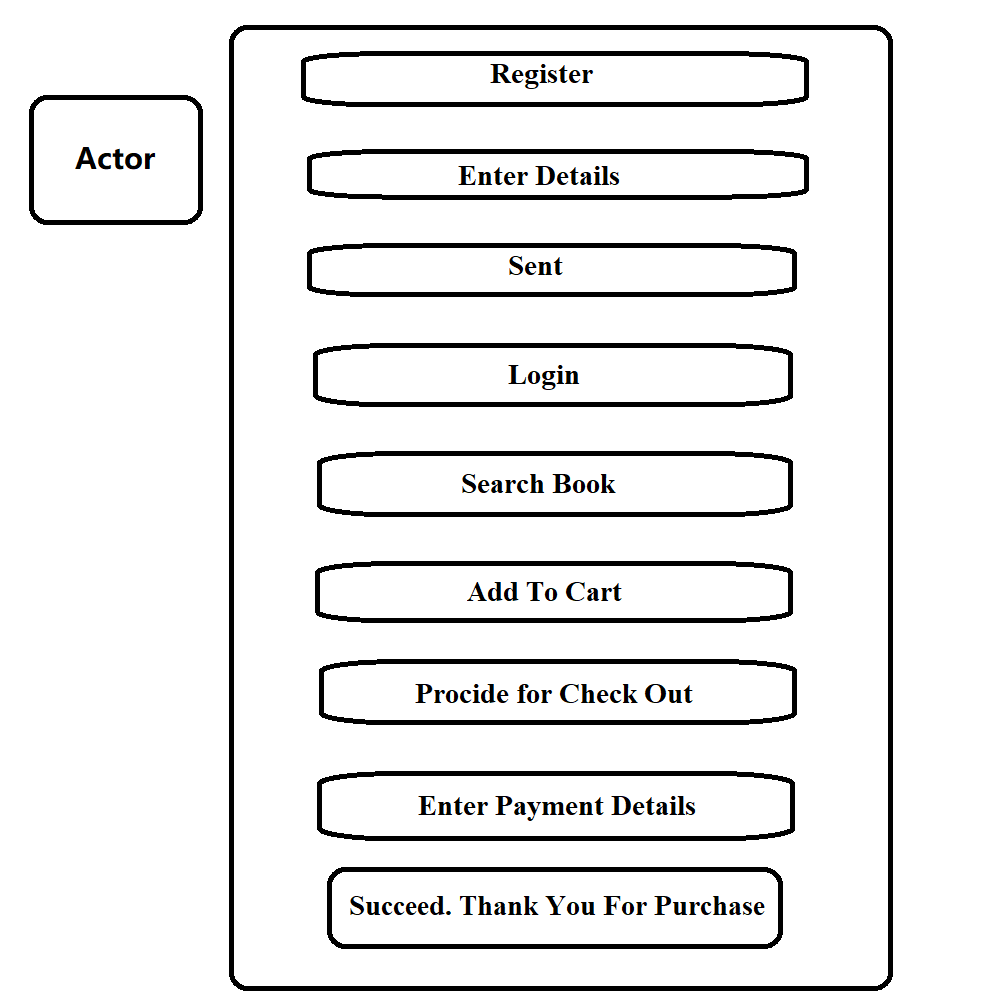 Register
Actor
Enter Details
Sent
Login
Search Book
Add To Cart
Procide for Check Out
Enter Payment Details
Succeed. Thank You For Purchase